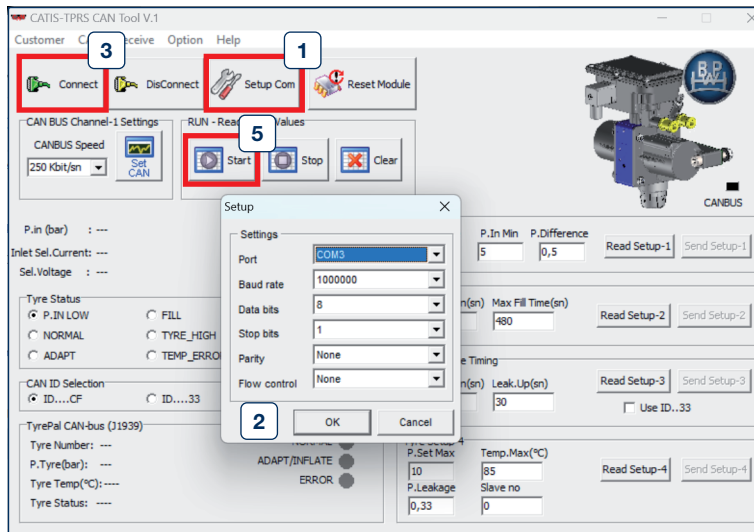 CATIS-TPRS CAN Tool V.1
Customer
Option
Help
3
1
Connect
DisConnect
Setup Com
Reset Module
BPW
CAN BUS Channel-1 Settings
CANBUS Speed
250 Kbit/sn
Set
CAN
5
Start
Stop
Clear
CANBUS
P.in (bar) : ---
Inlet Sel.Current: ---
Sel.Voltage : ---
Tyre Status
P.IN LOW
FILL
NORMAL
TYRE_HIGH
ADAPT
CAN ID Selection
ID....CF
ID....33
TyrePal CAN-bus (J1939)
Tyre Number: ---
P.Tyre(bar): ---
Tyre Temp(°C): ----
Tyre Status: ----
ADAPT/INFLATE
ERROR
Setup
Settings
Port
COM3
Baud rate
1000000
Data bits
8
Stop bits
1
Parity
None
Flow control
None
2
OK
Cancel
P.In Min
P.Difference
5
0,5
Read Setup-1
Send Setup-1
Max Fill Time(sn)
480
Read Setup-2
Send Setup-2
Timing
Leak.Up(sn)
30
Read Setup-3
Send Setup-3
Use ID..33
P.Set Max
Temp.Max(°C)
10
85
Read Setup-4
Send Setup-4
P.Leakage
Slave no
0,33
0